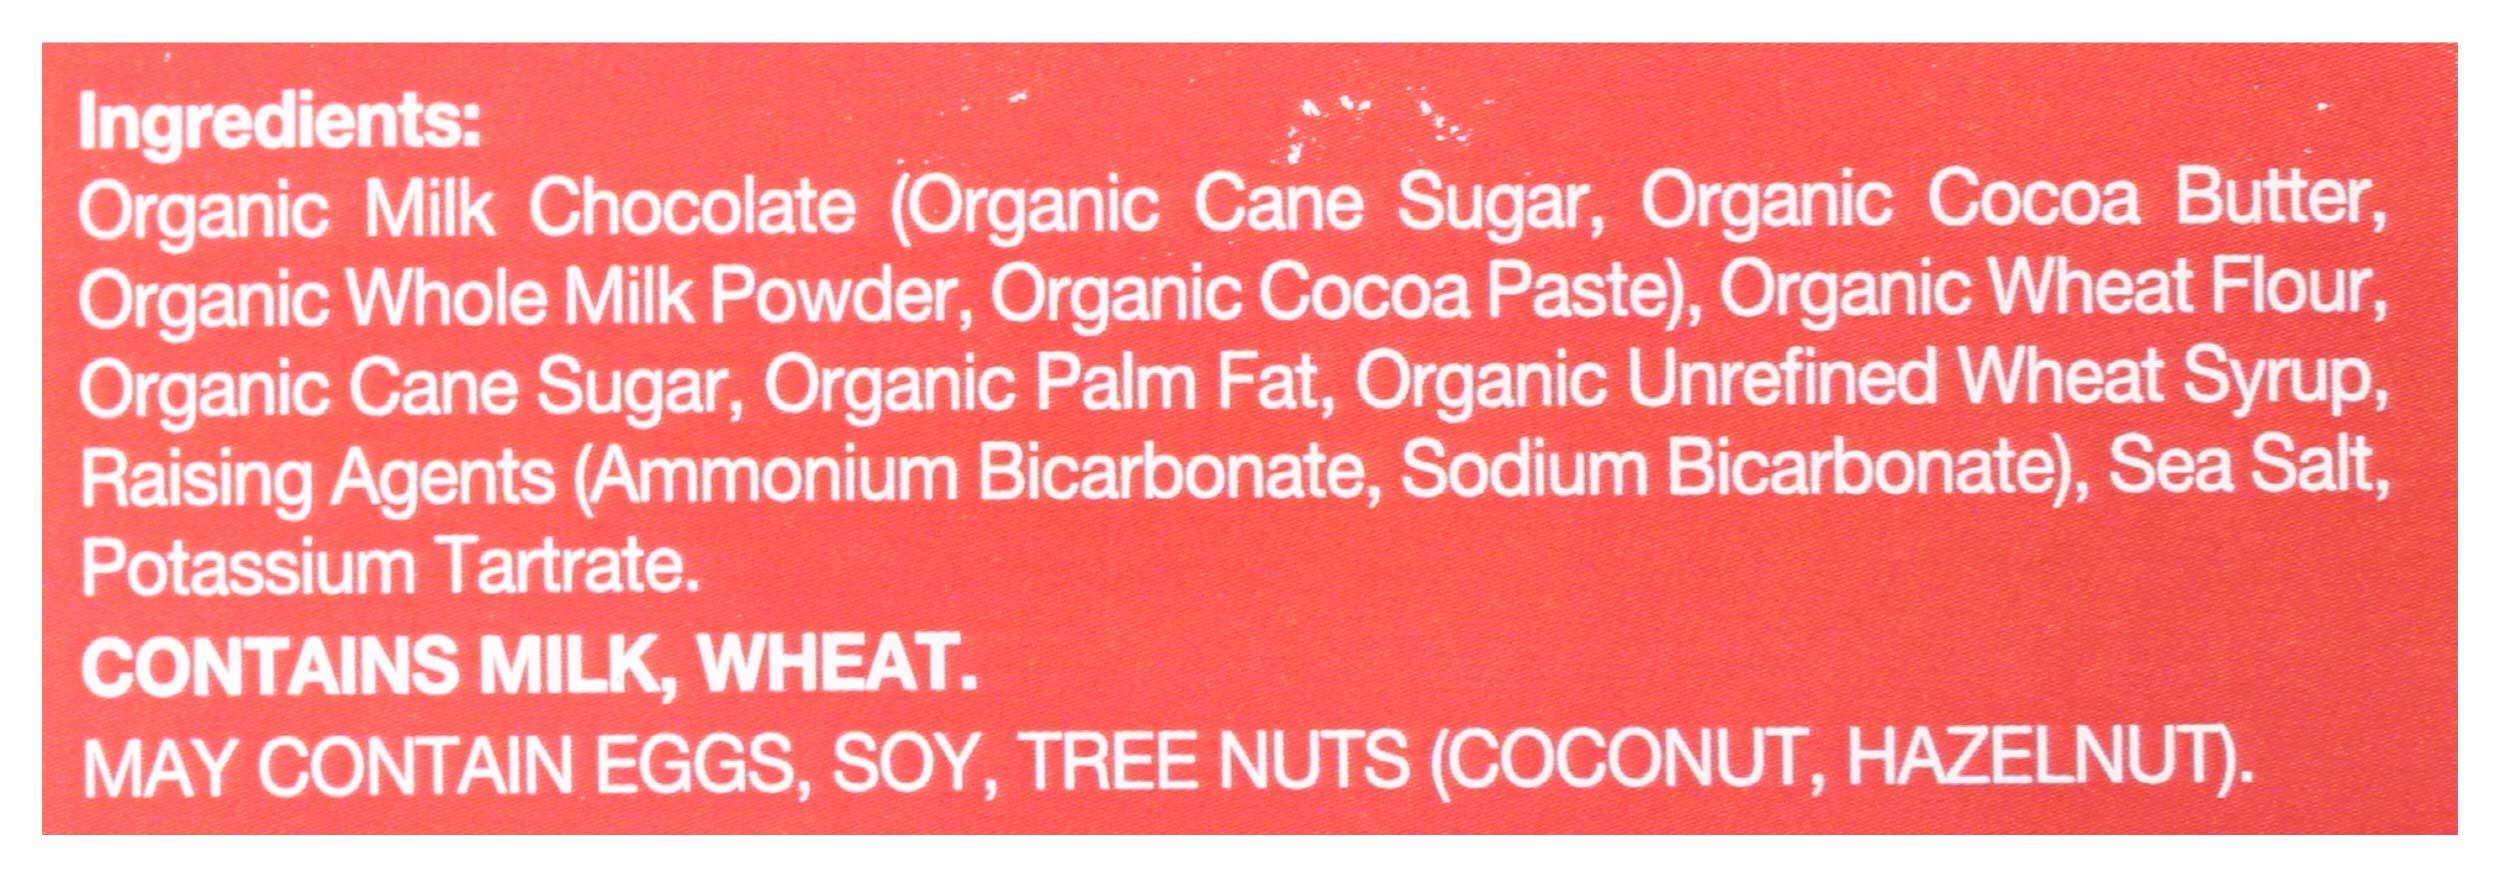 Ingredients:
Organic Milk Chocolate (Organic Cane Sugar, Organic Cocoa Butter,
Organic Whole Milk Powder, Organic Cocoa Paste), Organic Wheat Flour,
Organic Cane Sugar, Organic Palm Fat, Organic Unrefined Wheat Syrup,
Raising Agents (Ammonium Bicarbonate, Sodium Bicarbonate), Sea Salt,
Potassium Tartrate.
CONTAINS MILK, WHEAT.
MAY CONTAIN EGGS, SOY, TREE NUTS (COCONUT, HAZELNUT).